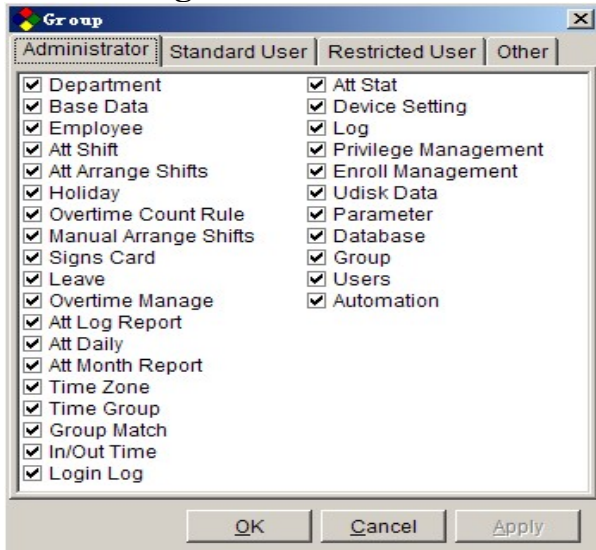 Group
Administrator
Standard User
Restricted User
Other
Department
Base Data
Employee
Att Shift
Att Arrange Shifts
Holiday
Overtime Count Rule
Manual Arrange Shifts
Signs Card
Leave
Overtime Manage
Att Log Report
Att Daily
Att Month Report
Time Zone
Time Group
Group Match
In/Out Time
Login Log
Att Stat
Device Setting
Log
Privilege Management
Enroll Management
Udisk Data
Parameter
Database
Group
Users
Automation
OK
Cancel
Apply